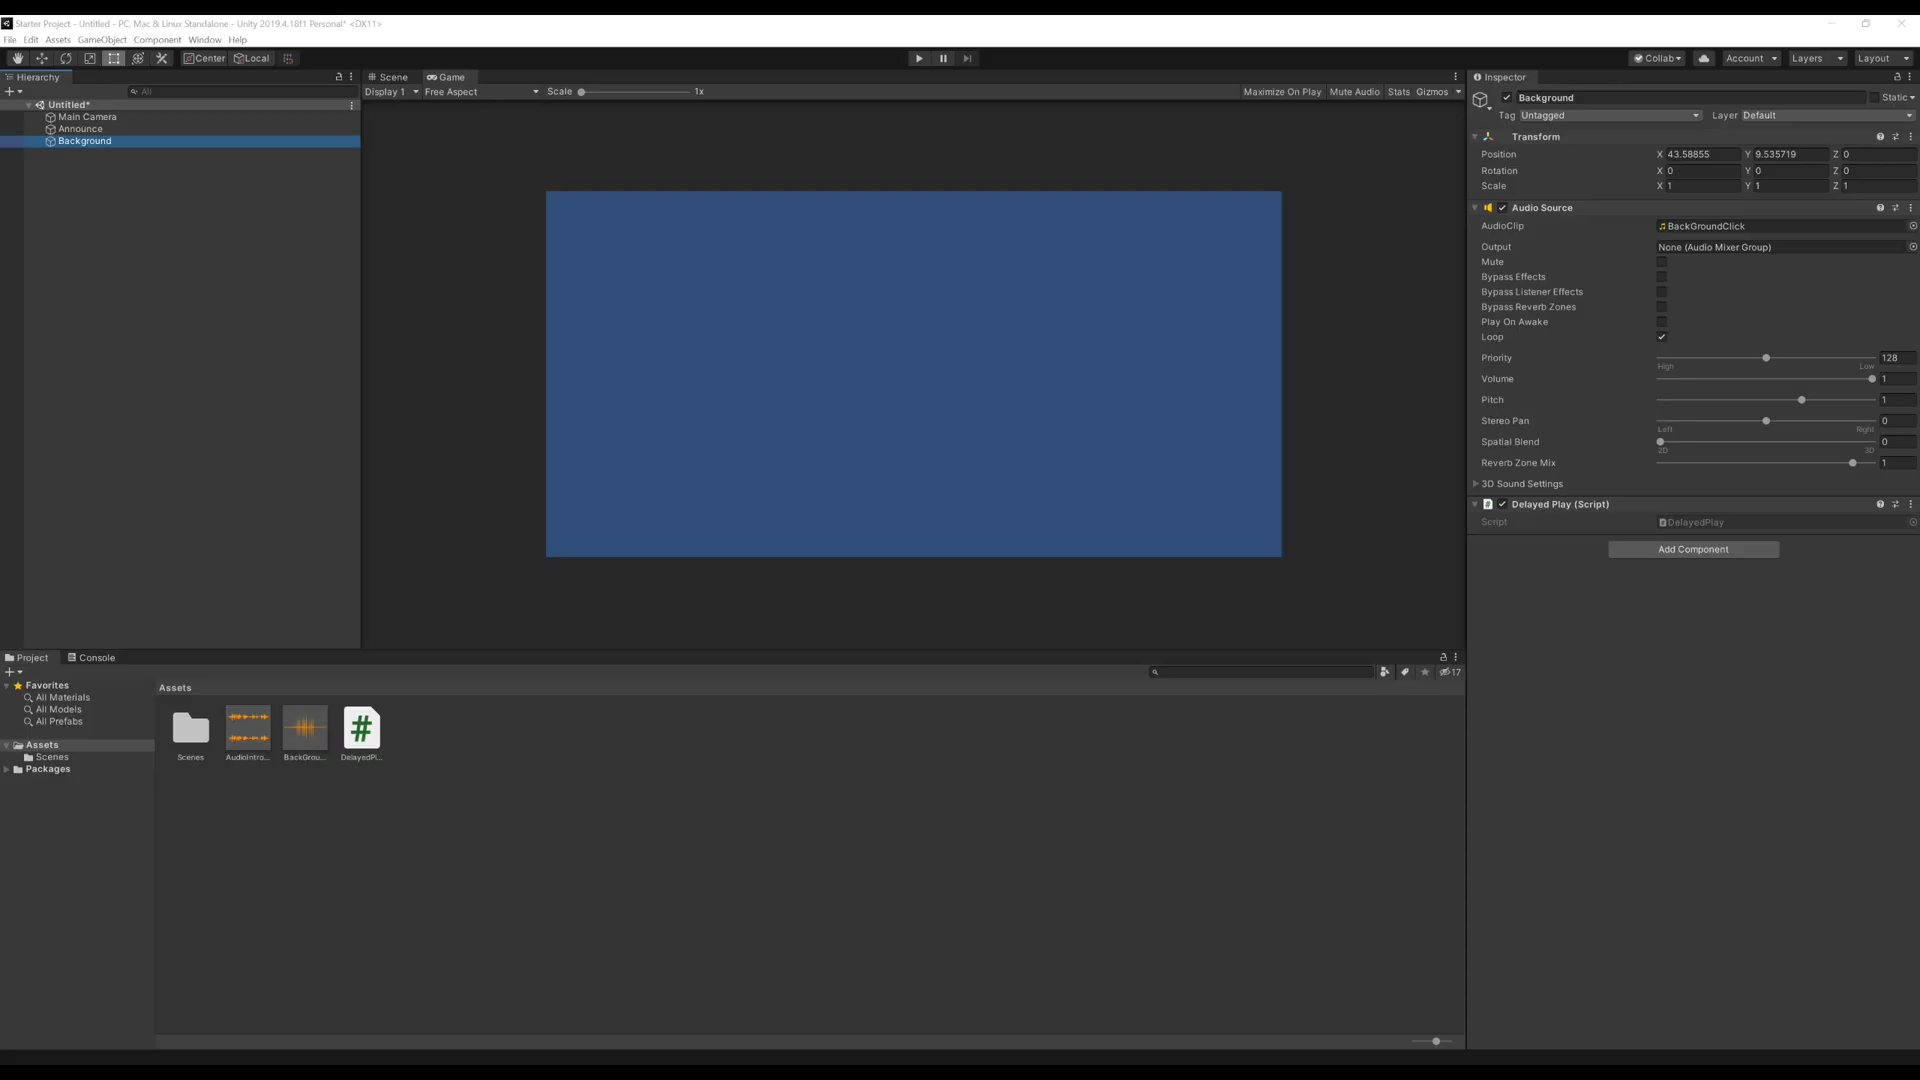 Starter Project - Untitled - PC, Mac & Linux Standalone - Unity 2019.4.18f1 Personal* <DX11>
File Edit Assets GameObject Component Window Help
Center Local Collab Account Layers Layout
Hierarchy
All
Untitled*
Main Camera
Announce
Background
Scene Game
Display 1 Free Aspect Scale 1x Maximize On Play Mute Audio Stats Gizmos
Inspector
Background Static
Tag Untagged Layer Default
Transform
Position X 43.58855 Y 9.535719 Z 0
Rotation X 0 Y 0 Z 0
Scale X 1 Y 1 Z 1
Audio Source
AudioClip BackGroundClick
Output None (Audio Mixer Group)
Mute
Bypass Effects
Bypass Listener Effects
Bypass Reverb Zones
Play On Awake
Loop
Priority 128
High Low
Volume 1
Pitch 1
Stereo Pan 0
Left Right
Spatial Blend 0
2D 3D
Reverb Zone Mix 1
3D Sound Settings
# Delayed Play (Script)
Script DelayedPlay
Add Component
Project Console
17
Favorites
All Materials
All Models
All Prefabs
Assets
Scenes
Packages
Assets
#
Scenes AudioIntro... BackGrou... DelayedPl...